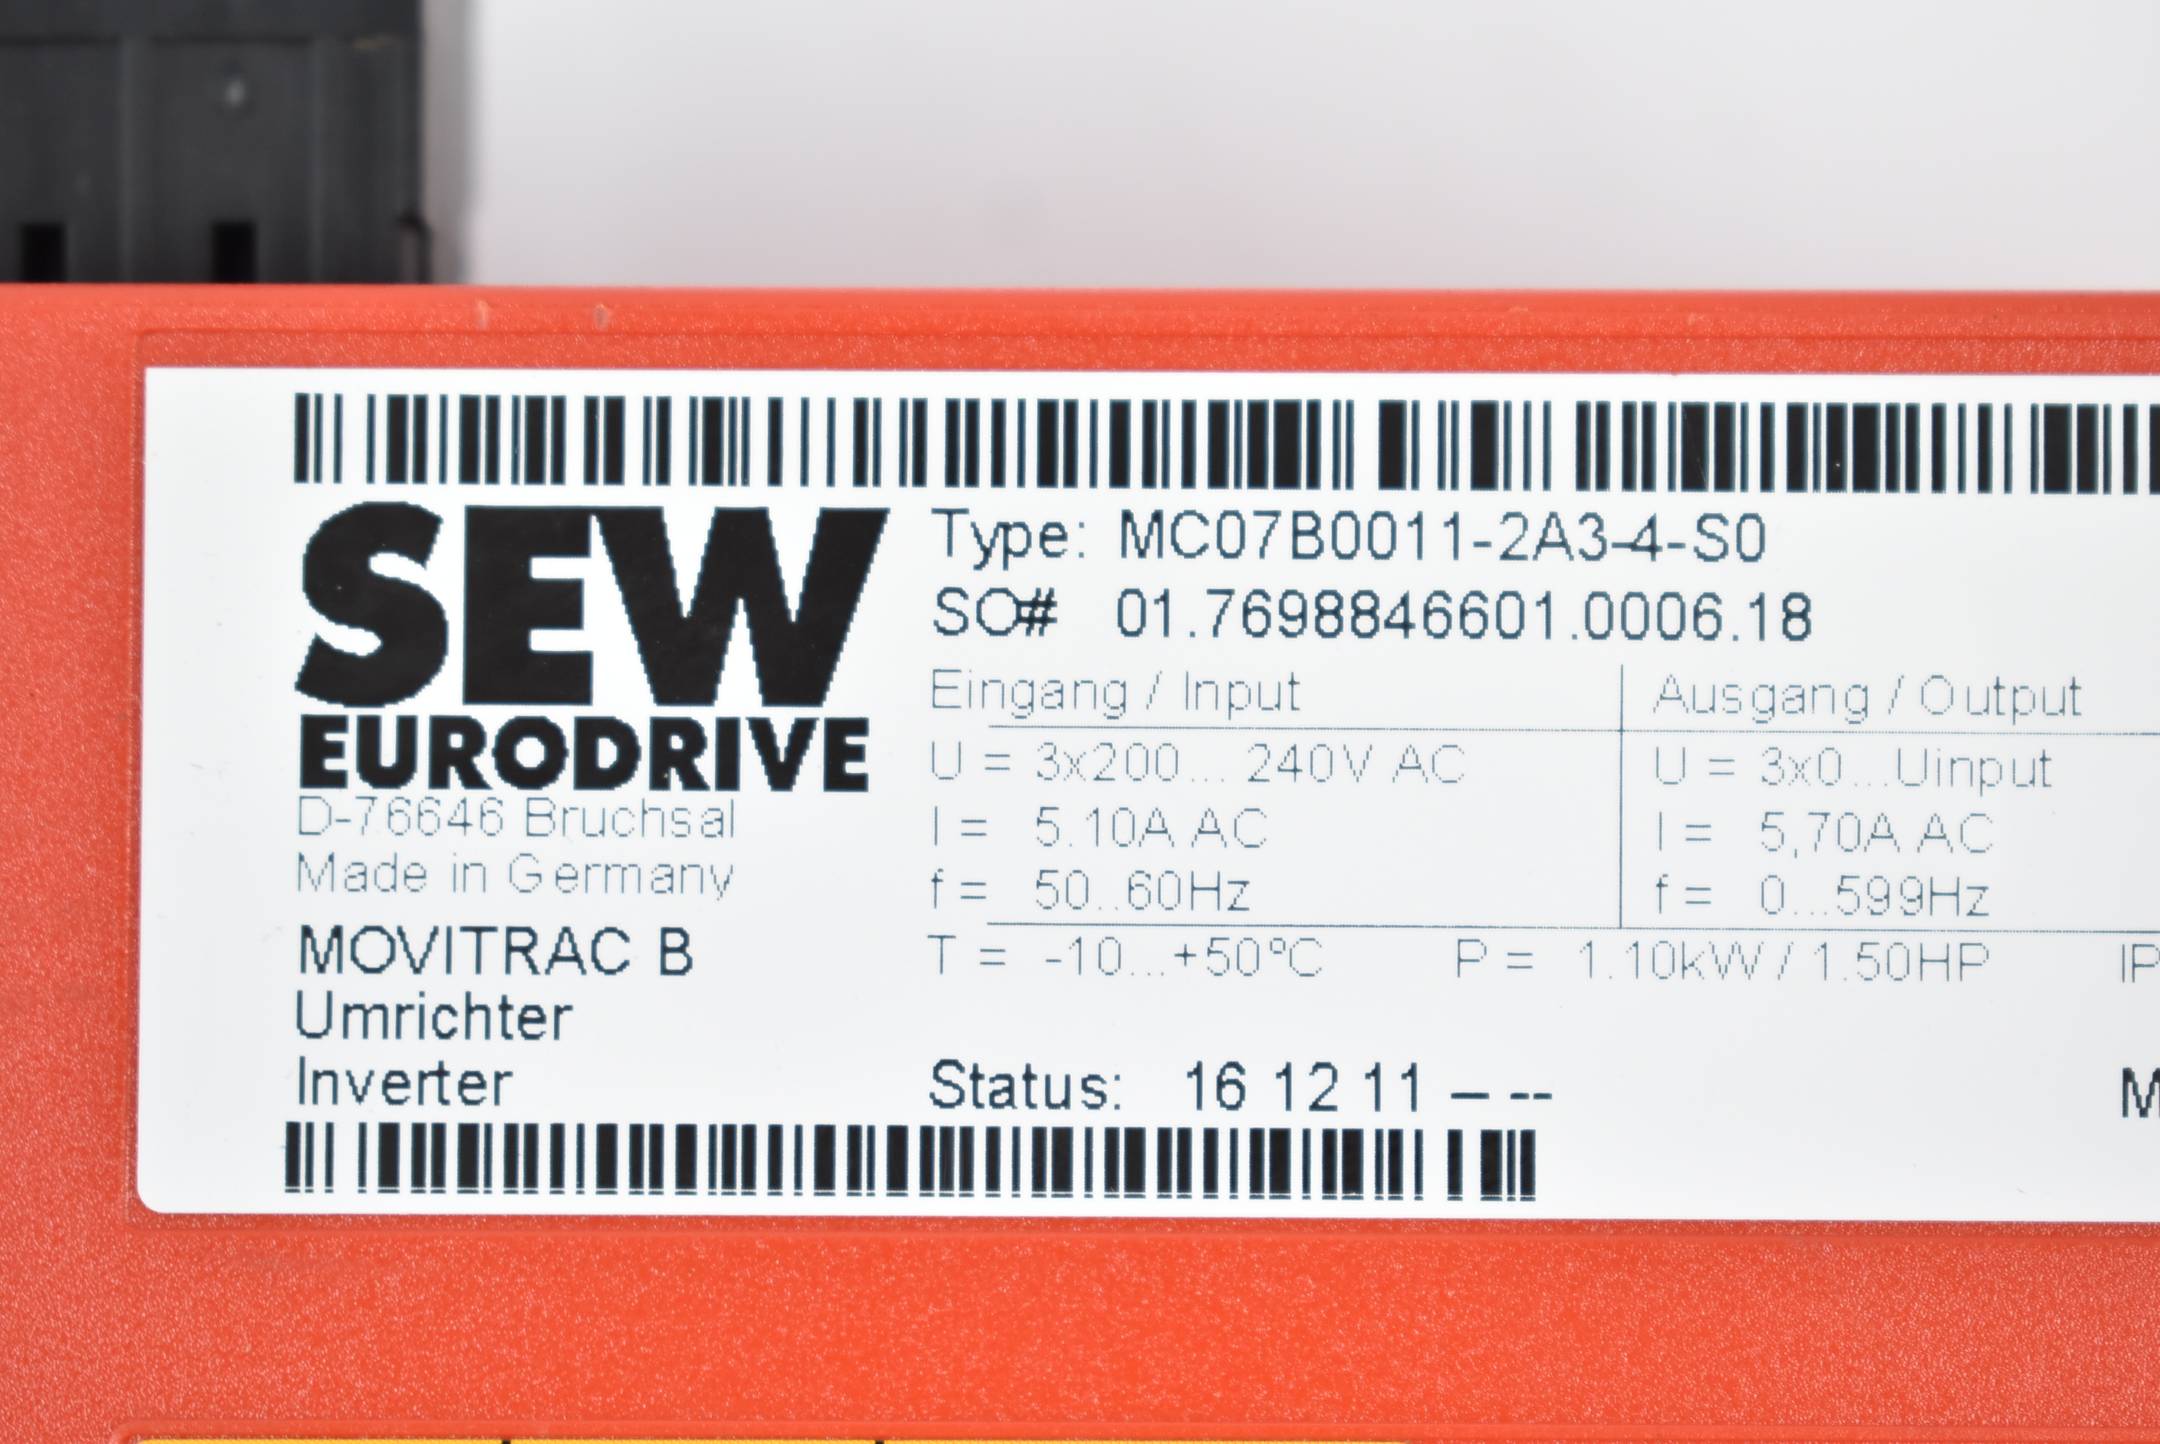 SEW
EURODRIVE
D-76646 Bruchsal
Made in Germany
MOVITRAC B
Umrichter
Inverter
Type: MC07B0011-2A3-4-S0
SO# 01.7698846601.0006.18
Eingang / Input Ausgang / Output
U = 3x200... 240V AC U = 3x0...Uinput
I = 5.10A AC I = 5,70A AC
f = 50..60Hz f = 0...599Hz
T = -10...+50ºC P = 1.10kW / 1.50HP IP
Status: 16 12 11 – -- M